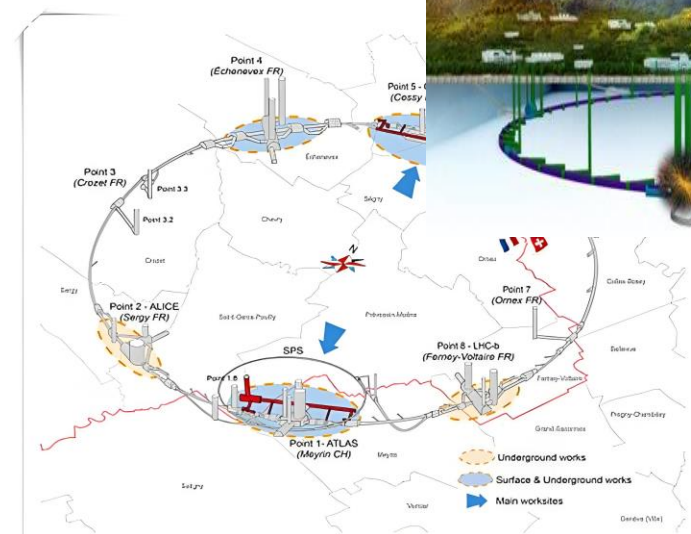 Point 4
(Échenevex FR)
Point 5 -
(Cessy
Échenevex
Point 3
(Crozet FR)
Point 3.3
Point 3.2
Chevry
Ségny
N
Crozet
Ornex
Sergy
Point 7
(Ornex FR)
Point 2 - ALICE
(Sergy FR)
Saint-Genis-Pouilly
Prévessin-Moëns
SPS
Point 8 - LHC-b
(Ferney-Voltaire FR)
Bellevue
Point 1.8
Ferney-Voltaire
Pregny-Chambésy
Grand-Saconnex
Point 1- ATLAS
(Meyrin CH)
Meyrin
Underground works
Surface & Underground works
Main worksites
Satigny
Vernier
Genève (Ville)